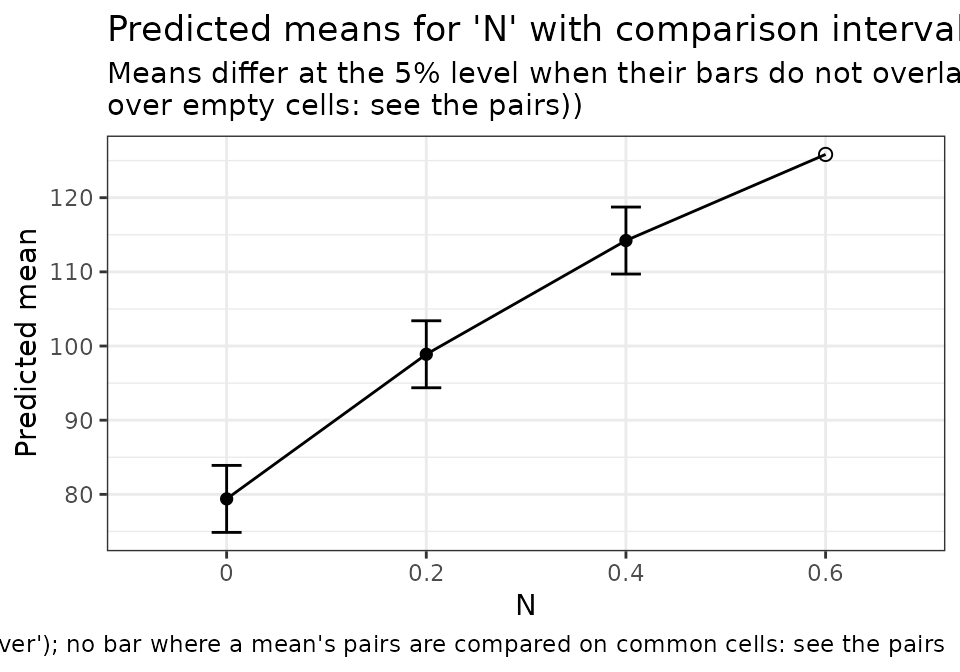 Predicted means for 'N' with comparison interval
Means differ at the 5% level when their bars do not overla
over empty cells: see the pairs))
Predicted mean
120
110
100
90
80
0
0.2
0.4
0.6
N
ver'); no bar where a mean's pairs are compared on common cells: see the pairs